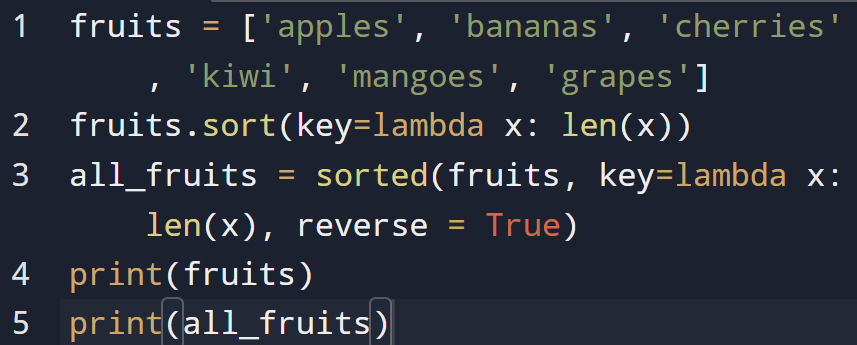 1 fruits = ['apples', 'bananas', 'cherries'
, 'kiwi', 'mangoes', 'grapes']
2 fruits.sort(key=lambda x: len(x))
3 all_fruits = sorted(fruits, key=lambda x:
len(x), reverse = True)
4 print(fruits)
5 print(all_fruits)